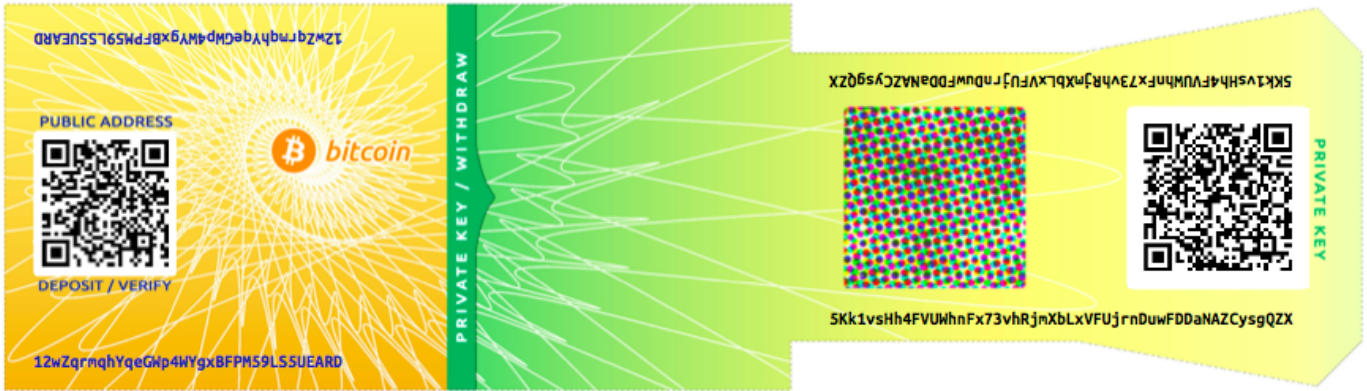 12wZqrmqhYqeGWp4WYgxBFPM59LS5UEARD
PUBLIC ADDRESS
bitcoin
DEPOSIT / VERIFY
12wZqrmqhYqeGWp4WYgxBFPM59LS5UEARD
PRIVATE KEY / WITHDRAW
5Kk1vsHh4FVUWhnFx73vhRjmXbLxVFUjrnDuwFDDaNAZCysgQZX
PRIVATE KEY
5Kk1vsHh4FVUWhnFx73vhRjmXbLxVFUjrnDuwFDDaNAZCysgQZX